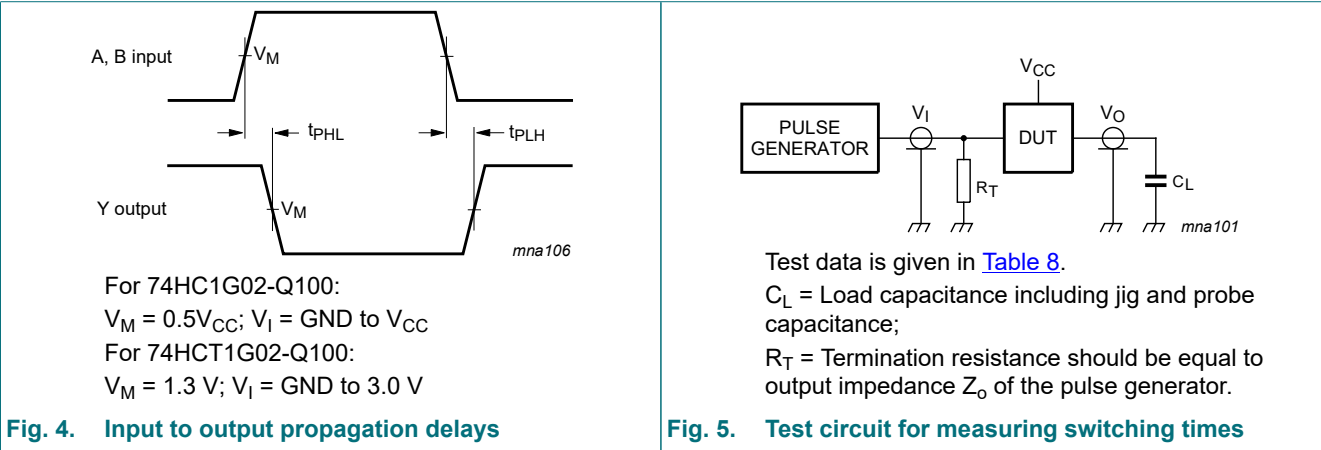 A, B input
V_M
t_PHL
t_PLH
Y output
V_M
mna106
For 74HC1G02-Q100:
V_M = 0.5V_CC; V_I = GND to V_CC
For 74HCT1G02-Q100:
V_M = 1.3 V; V_I = GND to 3.0 V
Fig. 4. Input to output propagation delays
V_CC
PULSE
GENERATOR
V_I
DUT
V_O
R_T
C_L
mna101
Test data is given in Table 8.
C_L = Load capacitance including jig and probe
capacitance;
R_T = Termination resistance should be equal to
output impedance Z_o of the pulse generator.
Fig. 5. Test circuit for measuring switching times